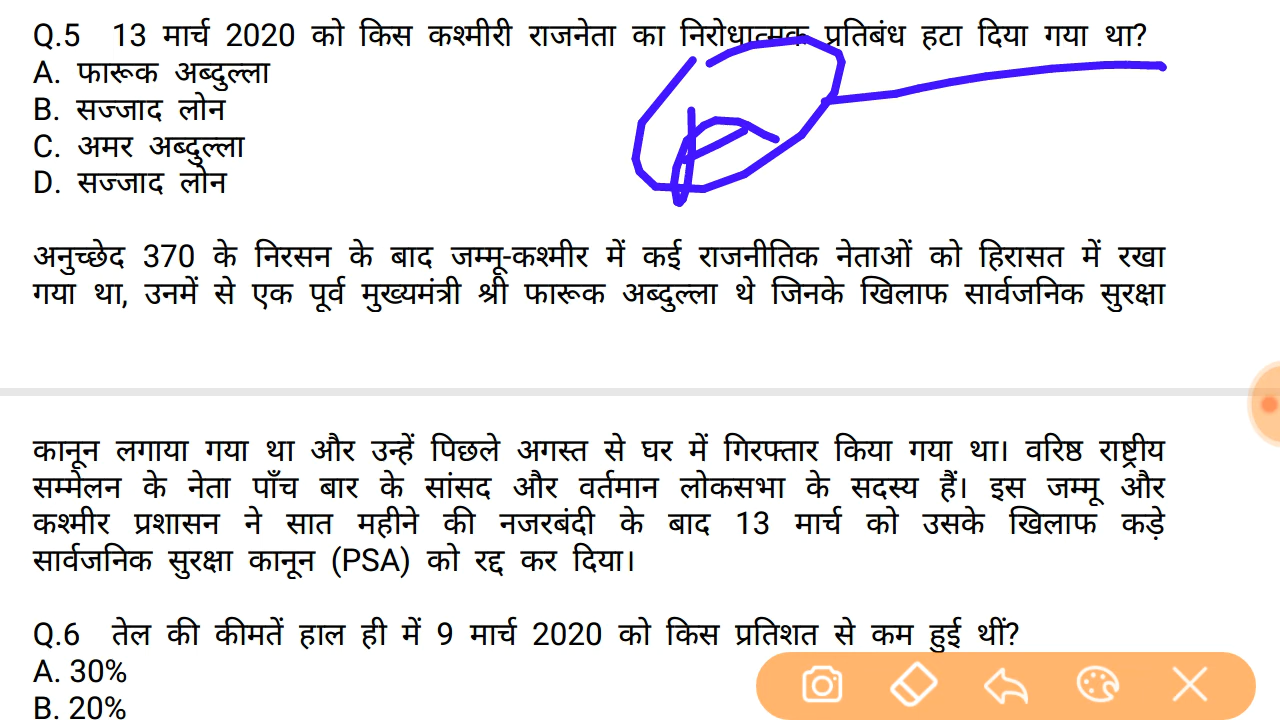 Q.5 13 मार्च 2020 को किस कश्मीरी राजनेता का निरोधात्मक प्रतिबंध हटा दिया गया था?
A. फारूक अब्दुल्ला
B. सज्जाद लोन
C. अमर अब्दुल्ला
D. सज्जाद लोन
अनुच्छेद 370 के निरसन के बाद जम्मू-कश्मीर में कई राजनीतिक नेताओं को हिरासत में रखा
गया था, उनमें से एक पूर्व मुख्यमंत्री श्री फारूक अब्दुल्ला थे जिनके खिलाफ सार्वजनिक सुरक्षा
कानून लगाया गया था और उन्हें पिछले अगस्त से घर में गिरफ्तार किया गया था। वरिष्ठ राष्ट्रीय
सम्मेलन के नेता पाँच बार के सांसद और वर्तमान लोकसभा के सदस्य हैं। इस जम्मू और
कश्मीर प्रशासन ने सात महीने की नजरबंदी के बाद 13 मार्च को उसके खिलाफ कड़े
सार्वजनिक सुरक्षा कानून (PSA) को रद्द कर दिया।
Q.6 तेल की कीमतें हाल ही में 9 मार्च 2020 को किस प्रतिशत से कम हुई थीं?
A. 30%
B. 20%